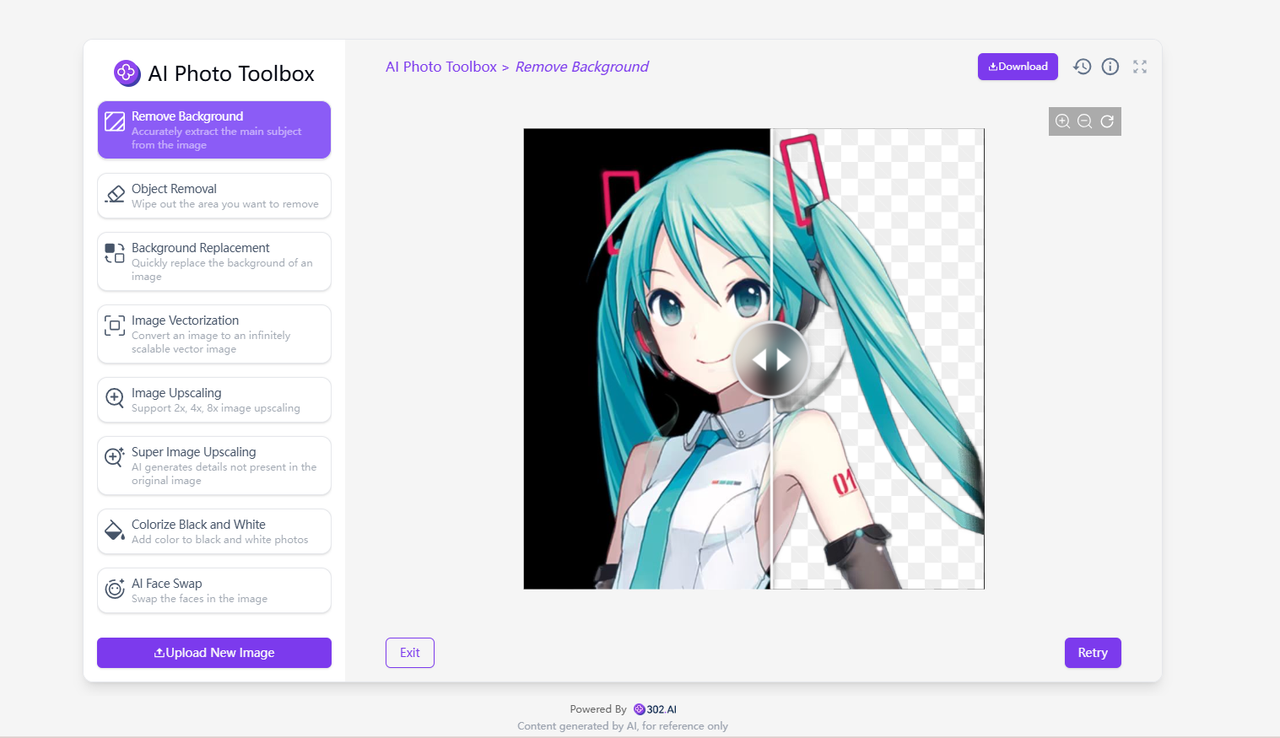 AI Photo Toolbox
Remove Background
Accurately extract the main subject
from the image
Object Removal
Wipe out the area you want to remove
Background Replacement
Quickly replace the background of an
image
Image Vectorization
Convert an image to an infinitely
scalable vector image
Image Upscaling
Support 2x, 4x, 8x image upscaling
Super Image Upscaling
AI generates details not present in the
original image
Colorize Black and White
Add color to black and white photos
AI Face Swap
Swap the faces in the image
Upload New Image
AI Photo Toolbox > Remove Background
Download
01
Exit
Retry
Powered By 302.AI
Content generated by AI, for reference only